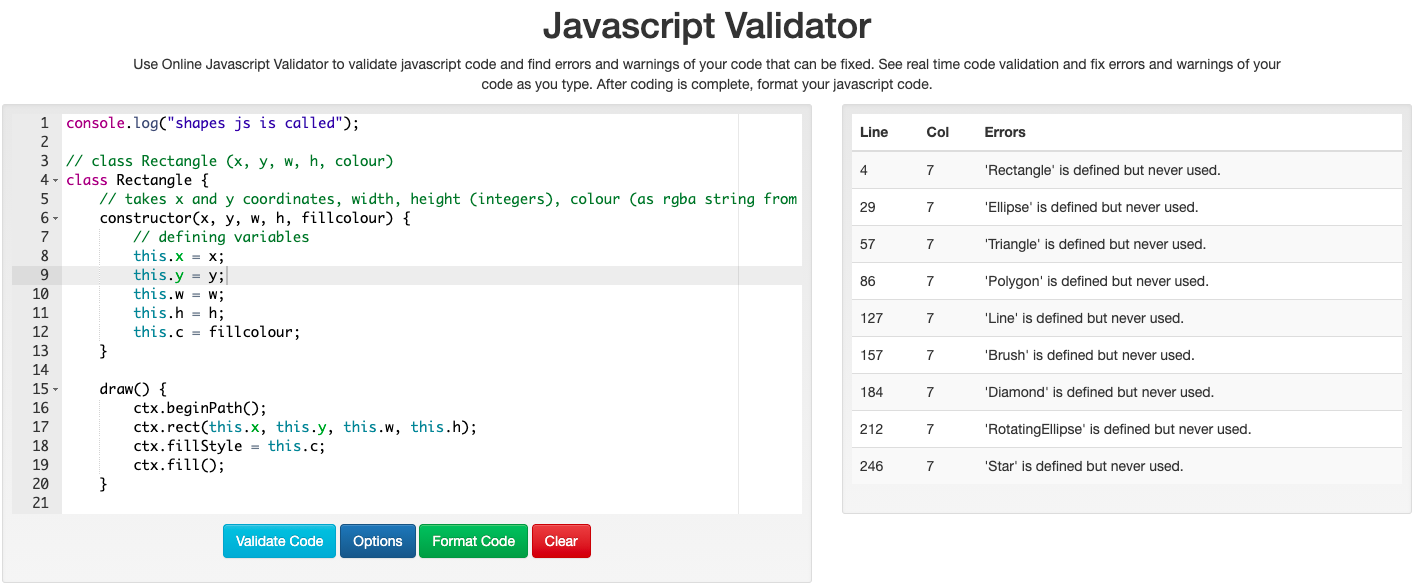 Javascript Validator
Use Online Javascript Validator to validate javascript code and find errors and warnings of your code that can be fixed. See real time code validation and fix errors and warnings of your
code as you type. After coding is complete, format your javascript code.
1 console.log("shapes js is called");
2
3 // class Rectangle (x, y, w, h, colour)
4 class Rectangle {
5 // takes x and y coordinates, width, height (integers), colour (as rgba string from
6 constructor(x, y, w, h, fillcolour) {
7 // defining variables
8 this.x = x;
9 this.y = y;
10 this.w = w;
11 this.h = h;
12 this.c = fillcolour;
13 }
14
15 draw() {
16 ctx.beginPath();
17 ctx.rect(this.x, this.y, this.w, this.h);
18 ctx.fillStyle = this.c;
19 ctx.fill();
20 }
21
Validate Code Options Format Code Clear
Line Col Errors
4 7 'Rectangle' is defined but never used.
29 7 'Ellipse' is defined but never used.
57 7 'Triangle' is defined but never used.
86 7 'Polygon' is defined but never used.
127 7 'Line' is defined but never used.
157 7 'Brush' is defined but never used.
184 7 'Diamond' is defined but never used.
212 7 'RotatingEllipse' is defined but never used.
246 7 'Star' is defined but never used.